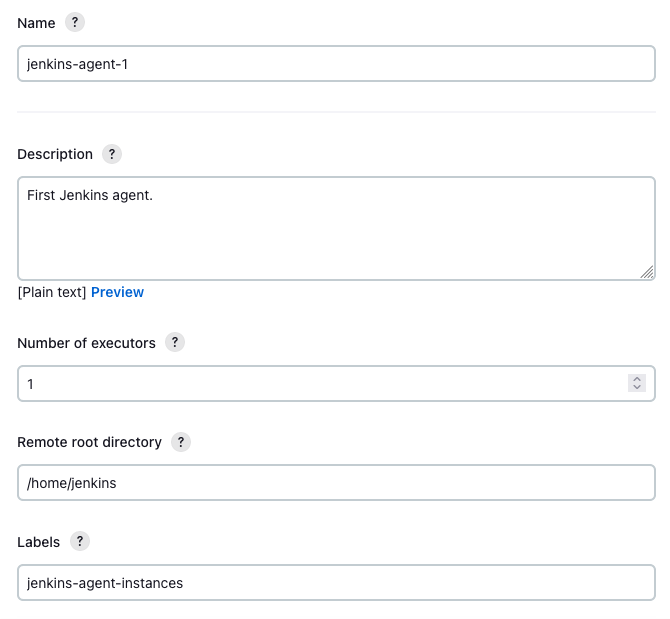 Name ?
jenkins-agent-1
Description ?
First Jenkins agent.
[Plain text] Preview
Number of executors ?
1
Remote root directory ?
/home/jenkins
Labels ?
jenkins-agent-instances